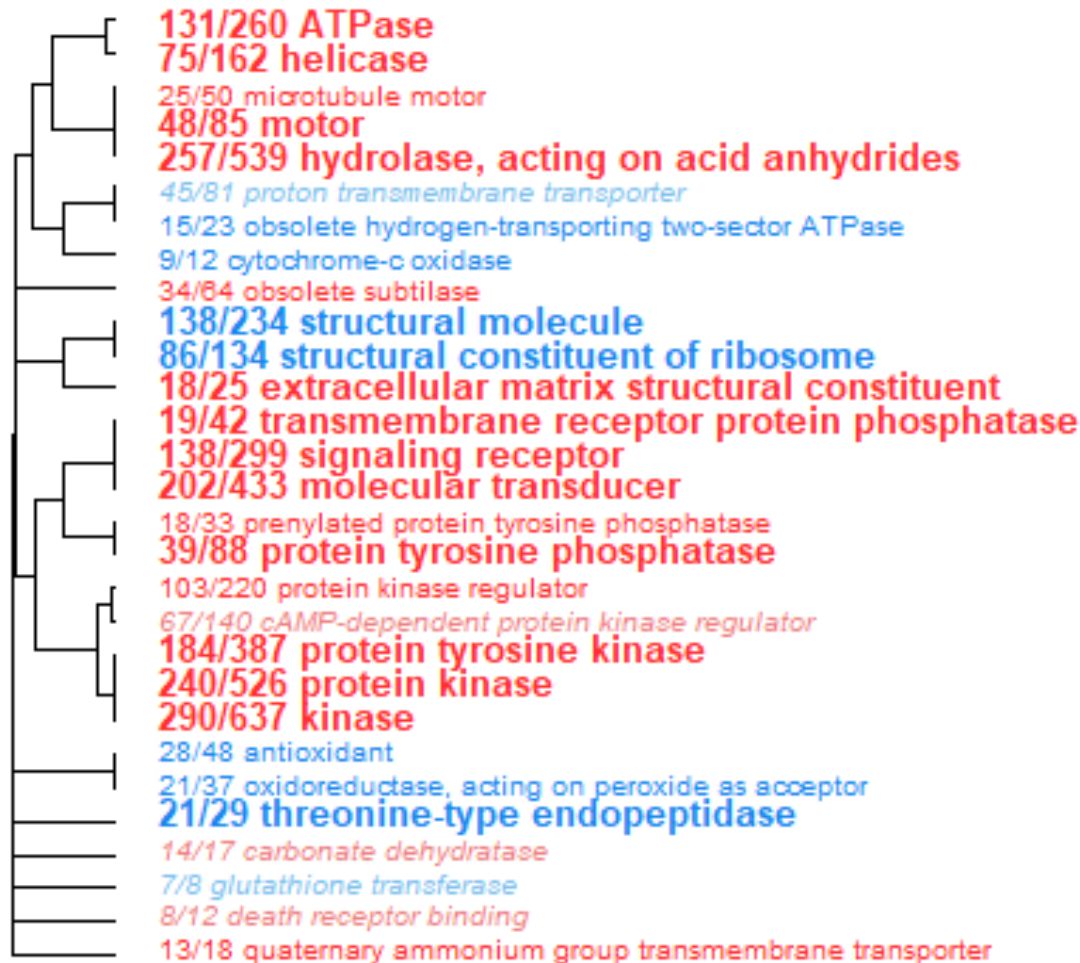 131/260 ATPase
75/162 helicase
25/50 microtubule motor
48/85 motor
257/539 hydrolase, acting on acid anhydrides
45/81 proton transmembrane transporter
15/23 obsolete hydrogen-transporting two-sector ATPase
9/12 cytochrome-c oxidase
34/64 obsolete subtilase
138/234 structural molecule
86/134 structural constituent of ribosome
18/25 extracellular matrix structural constituent
19/42 transmembrane receptor protein phosphatase
138/299 signaling receptor
202/433 molecular transducer
18/33 prenylated protein tyrosine phosphatase
39/88 protein tyrosine phosphatase
103/220 protein kinase regulator
67/140 cAMP-dependent protein kinase regulator
184/387 protein tyrosine kinase
240/526 protein kinase
290/637 kinase
28/48 antioxidant
21/37 oxidoreductase, acting on peroxide as acceptor
21/29 threonine-type endopeptidase
14/17 carbonate dehydratase
7/8 glutathione transferase
8/12 death receptor binding
13/18 quaternary ammonium group transmembrane transporter